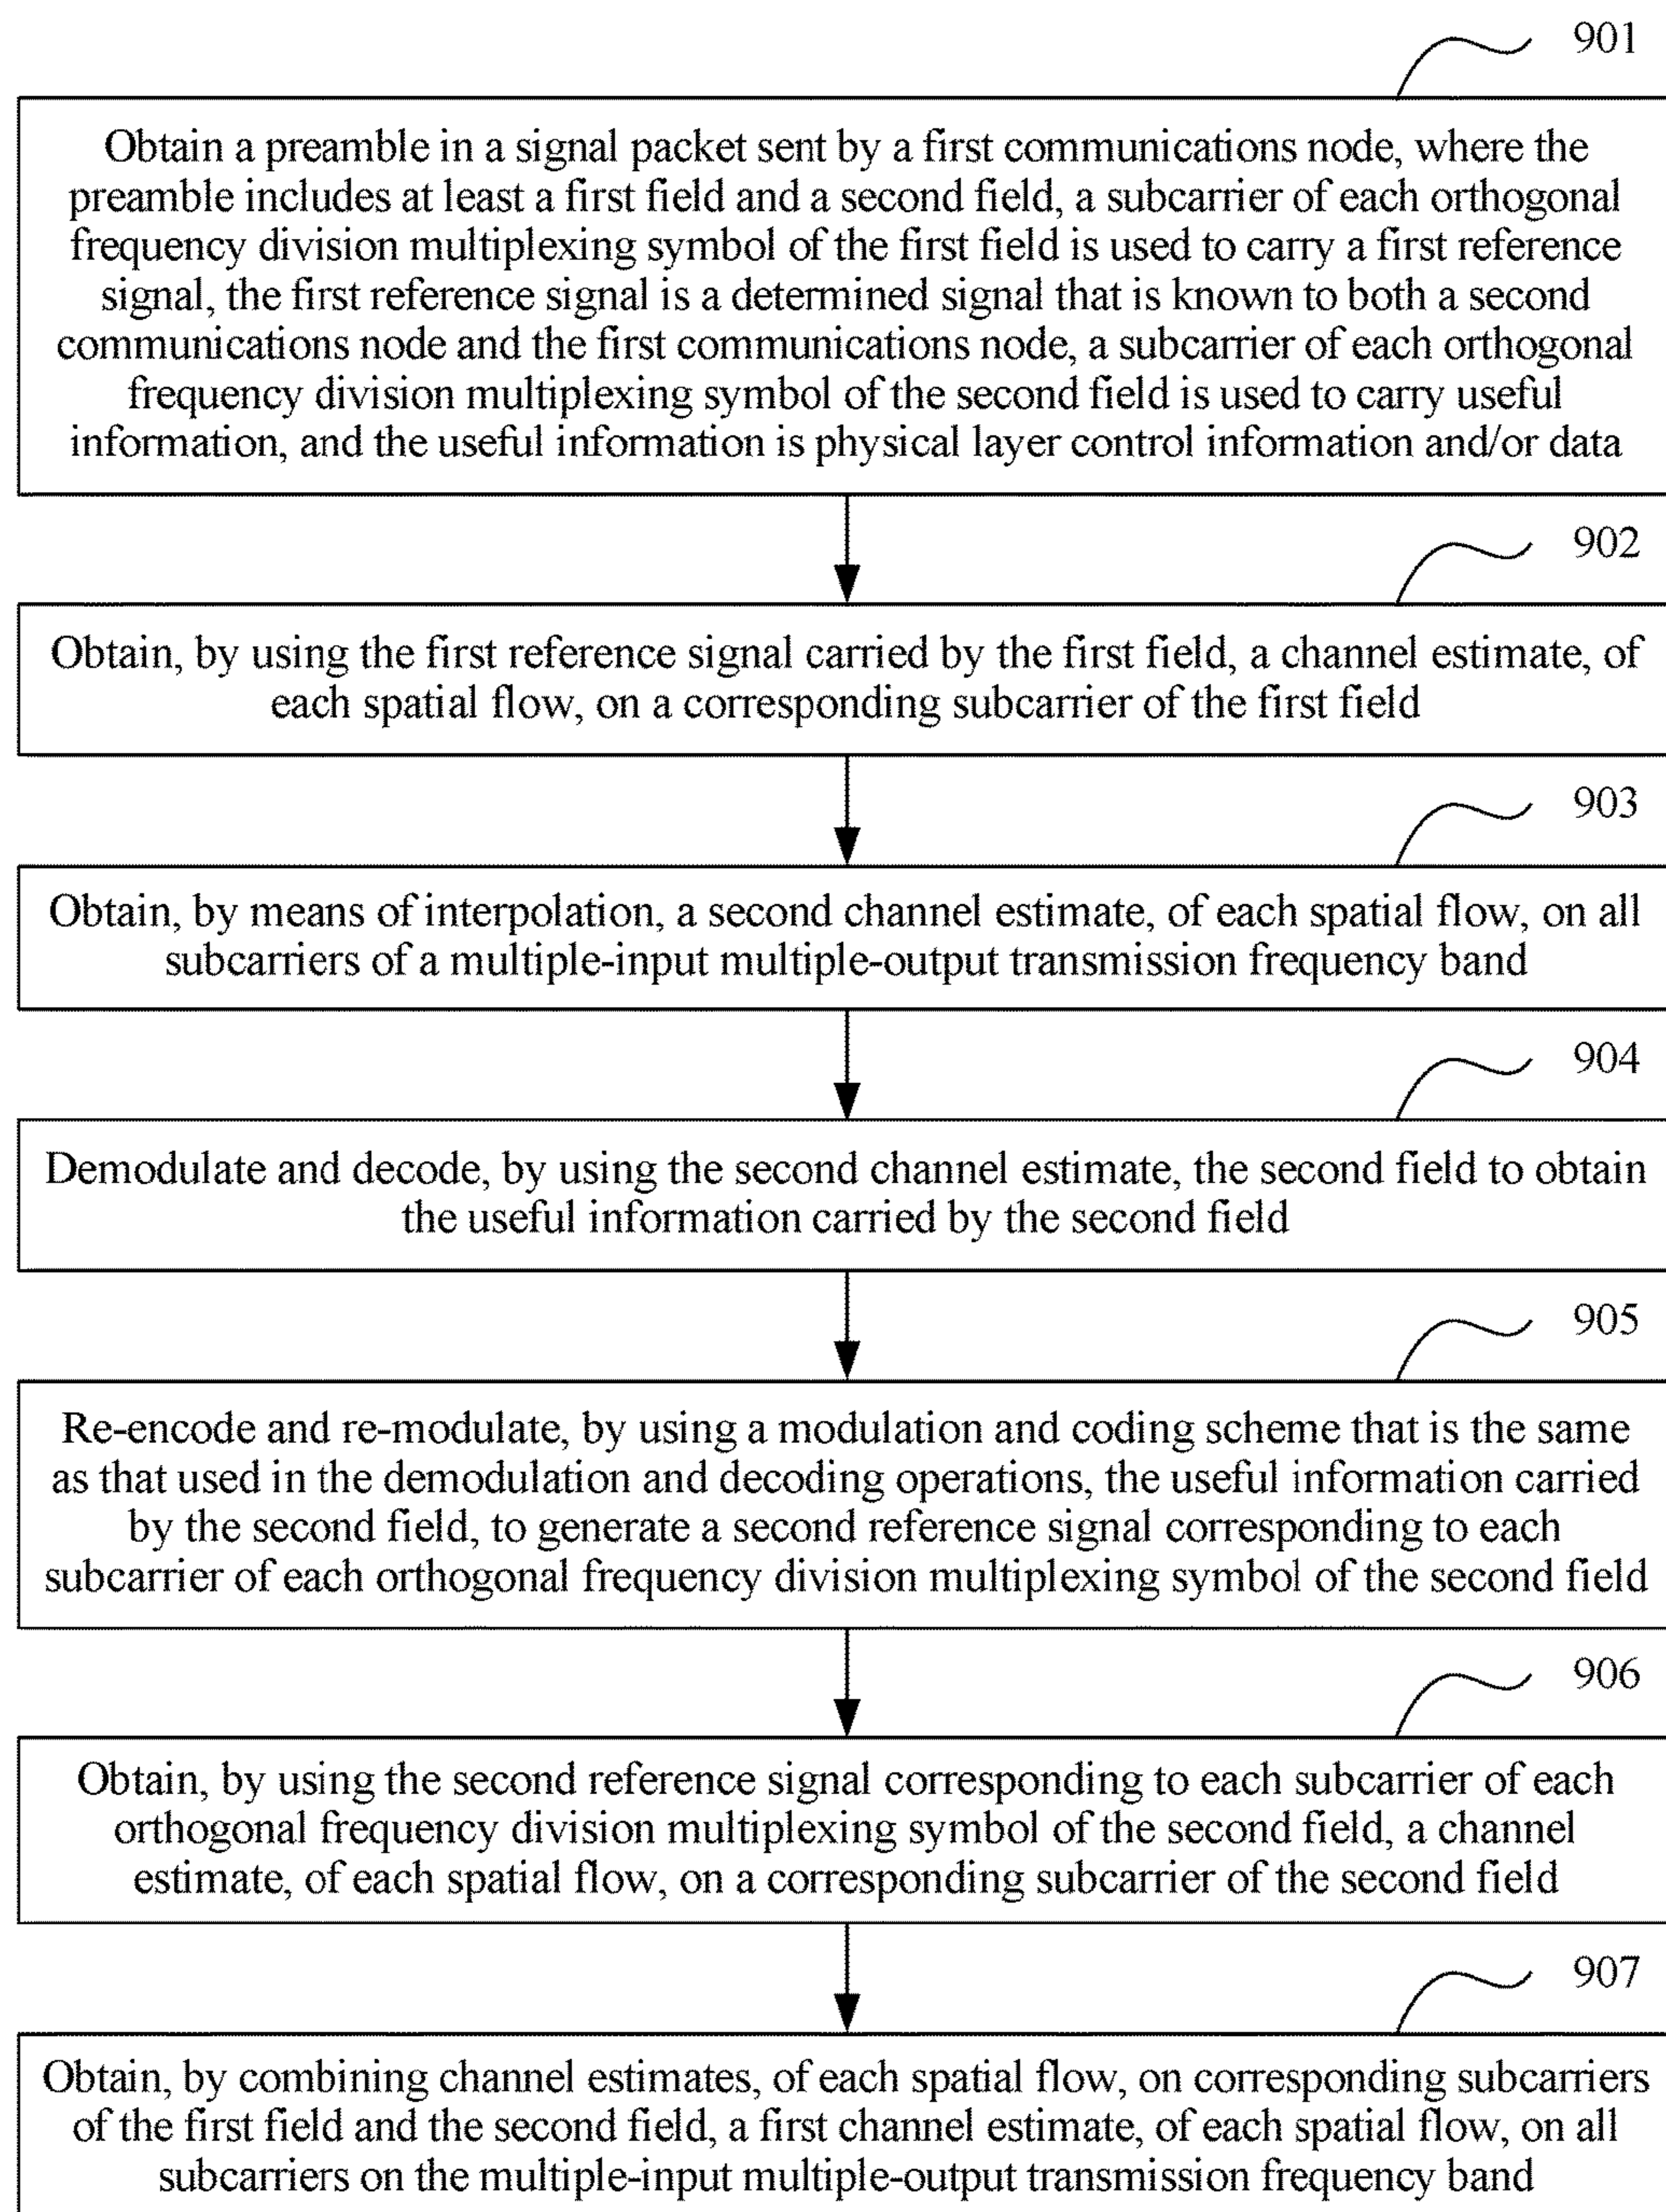 901
Obtain a preamble in a signal packet sent by a first communications node, where the
preamble includes at least a first field and a second field, a subcarrier of each orthogonal
frequency division multiplexing symbol of the first field is used to carry a first reference
signal, the first reference signal is a determined signal that is known to both a second
communications node and the first communications node, a subcarrier of each orthogonal
frequency division multiplexing symbol of the second field is used to carry useful
information, and the useful information is physical layer control information and/or data
902
Obtain, by using the first reference signal carried by the first field, a channel estimate, of
each spatial flow, on a corresponding subcarrier of the first field
903
Obtain, by means of interpolation, a second channel estimate, of each spatial flow, on all
subcarriers of a multiple-input multiple-output transmission frequency band
904
Demodulate and decode, by using the second channel estimate, the second field to obtain
the useful information carried by the second field
905
Re-encode and re-modulate, by using a modulation and coding scheme that is the same
as that used in the demodulation and decoding operations, the useful information carried
by the second field, to generate a second reference signal corresponding to each
subcarrier of each orthogonal frequency division multiplexing symbol of the second field
906
Obtain, by using the second reference signal corresponding to each subcarrier of each
orthogonal frequency division multiplexing symbol of the second field, a channel
estimate, of each spatial flow, on a corresponding subcarrier of the second field
907
Obtain, by combining channel estimates, of each spatial flow, on corresponding subcarriers
of the first field and the second field, a first channel estimate, of each spatial flow, on all
subcarriers on the multiple-input multiple-output transmission frequency band